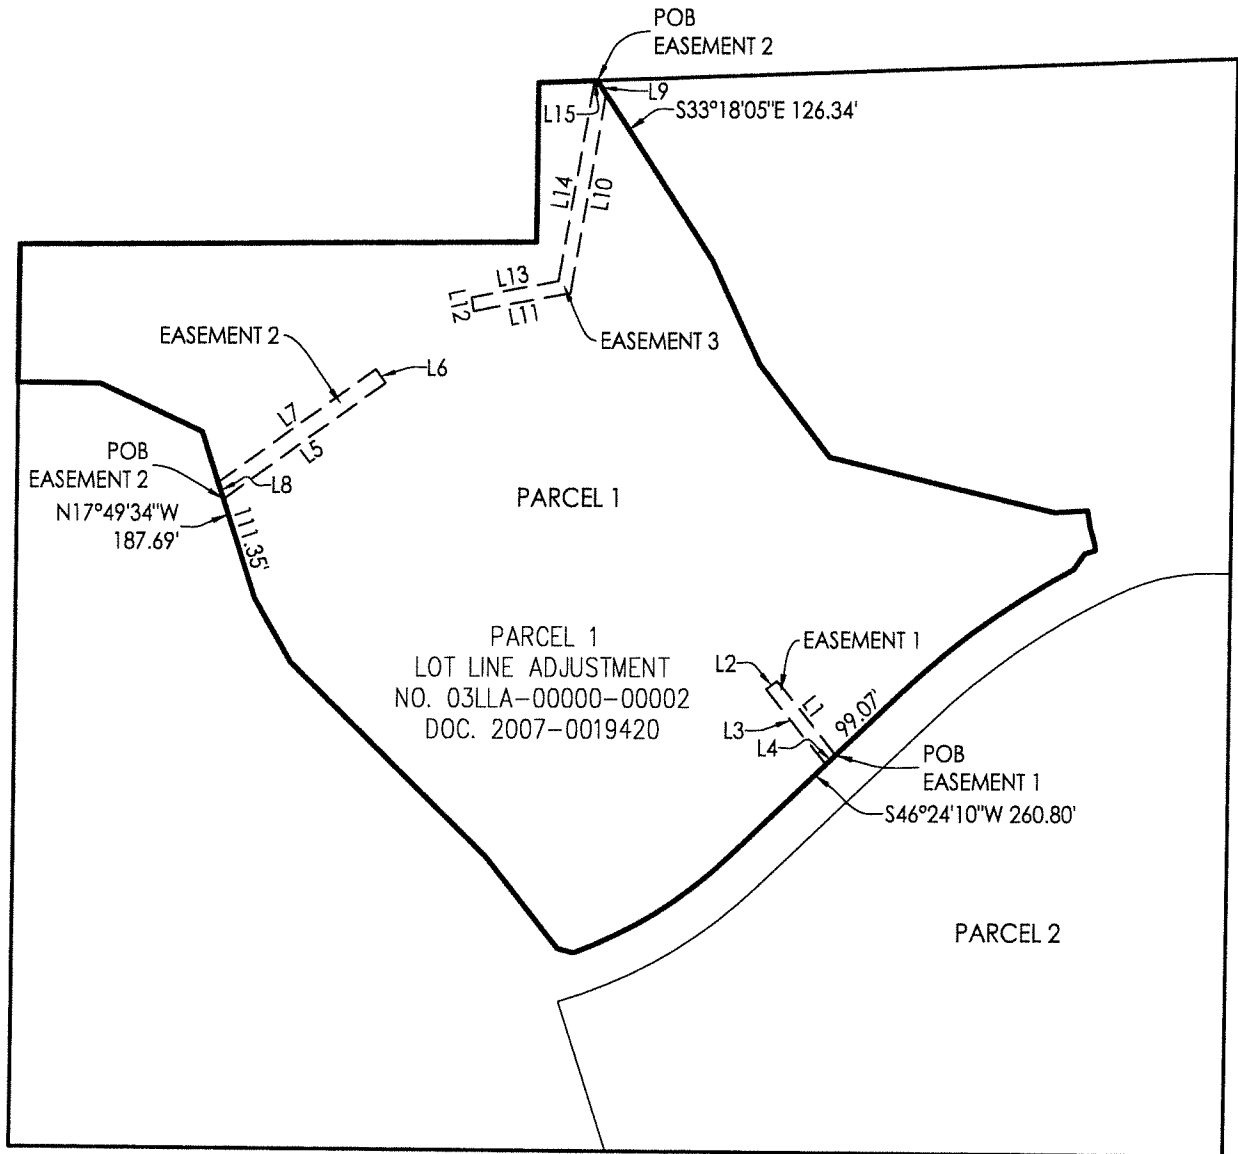 POB
EASEMENT 2
L9
L15
S33°18'05"E 126.34'
L14
L10
L13
L12
L11
EASEMENT 3
EASEMENT 2
L6
L7
L5
POB
EASEMENT 2
L8
N17°49'34"W
187.69'
111.35'
PARCEL 1
PARCEL 1
LOT LINE ADJUSTMENT
NO. 03LLA-00000-00002
DOC. 2007-0019420
EASEMENT 1
L2
L1
L3
L4
99.07'
POB
EASEMENT 1
S46°24'10"W 260.80'
PARCEL 2